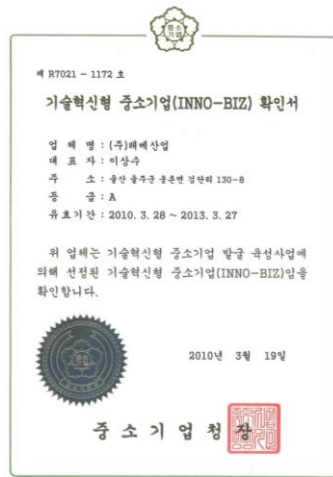 중소
기업
제 R7021 - 1172 호
기술혁신형 중소기업(INNO-BIZ) 확인서
업 체 명 : (주)레베산업
대 표 자 : 이상수
주 소 : 울산 울주군 웅촌면 검단리 130-8
등 급 : A
유효기간 : 2010. 3. 28 ~ 2013. 3. 27
위 업체는 기술혁신형 중소기업 발굴 육성사업에
의해 선정된 기술혁신형 중소기업(INNO-BIZ)임을
확인합니다.
2010년 3월 19일
중 소 기 업 청 장